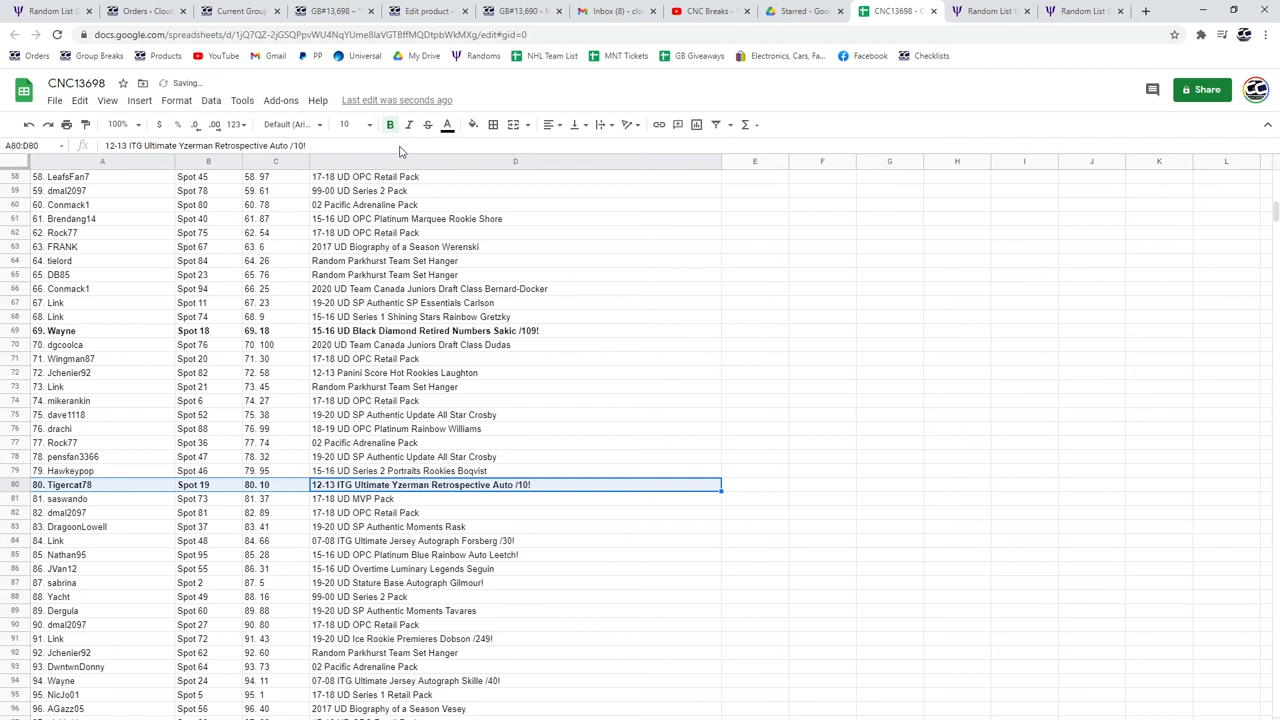 Random List G
Orders ‹ Clout
Current Group
GB#13,698 –
Edit product ‹
GB#13,690 –
Inbox (8) - clo
CNC Breaks -
Starred - Goo
CNC13698 - G
Random List G
Random List G
docs.google.com/spreadsheets/d/1jQ7QZ-2jGSQPpvWU4NqYUme8IaVGTBffMQDtpbWkMXg/edit#gid=0
Orders Group Breaks Products YouTube Gmail PP Universal My Drive Randoms NHL Team List MNT Tickets GB Giveaways Electronics, Cars, Fa... Facebook Checklists
CNC13698 Saving...
File Edit View Insert Format Data Tools Add-ons Help Last edit was seconds ago
Share
100% $ % .0 .00 123 Default (Ari... 10 B I S A
A80:D80 fx 12-13 ITG Ultimate Yzerman Retrospective Auto /10!
A B C D E F G H I J K L
58 58. LeafsFan7 Spot 45 58. 97 17-18 UD OPC Retail Pack
59 59. dmal2097 Spot 78 59. 61 99-00 UD Series 2 Pack
60 60. Conmack1 Spot 80 60. 78 02 Pacific Adrenaline Pack
61 61. Brendang14 Spot 40 61. 87 15-16 UD OPC Platinum Marquee Rookie Shore
62 62. Rock77 Spot 75 62. 54 17-18 UD OPC Retail Pack
63 63. FRANK Spot 67 63. 6 2017 UD Biography of a Season Werenski
64 64. tielord Spot 84 64. 26 Random Parkhurst Team Set Hanger
65 65. DB85 Spot 23 65. 76 Random Parkhurst Team Set Hanger
66 66. Conmack1 Spot 94 66. 25 2020 UD Team Canada Juniors Draft Class Bernard-Docker
67 67. Link Spot 11 67. 23 19-20 UD SP Authentic SP Essentials Carlson
68 68. Link Spot 74 68. 9 15-16 UD Series 1 Shining Stars Rainbow Gretzky
69 69. Wayne Spot 18 69. 18 15-16 UD Black Diamond Retired Numbers Sakic /109!
70 70. dgcoolca Spot 76 70. 100 2020 UD Team Canada Juniors Draft Class Dudas
71 71. Wingman87 Spot 20 71. 30 17-18 UD OPC Retail Pack
72 72. Jchenier92 Spot 82 72. 58 12-13 Panini Score Hot Rookies Laughton
73 73. Link Spot 21 73. 45 Random Parkhurst Team Set Hanger
74 74. mikerankin Spot 6 74. 27 17-18 UD OPC Retail Pack
75 75. dave1118 Spot 52 75. 38 19-20 UD SP Authentic Update All Star Crosby
76 76. drachi Spot 88 76. 99 18-19 UD OPC Platinum Rainbow Williams
77 77. Rock77 Spot 36 77. 74 02 Pacific Adrenaline Pack
78 78. pensfan3366 Spot 47 78. 32 19-20 UD SP Authentic Update All Star Crosby
79 79. Hawkeypop Spot 46 79. 95 15-16 UD Series 2 Portraits Rookies Boqvist
80 80. Tigercat78 Spot 19 80. 10 12-13 ITG Ultimate Yzerman Retrospective Auto /10!
81 81. saswando Spot 73 81. 37 17-18 UD MVP Pack
82 82. dmal2097 Spot 81 82. 89 17-18 UD OPC Retail Pack
83 83. DragoonLowell Spot 37 83. 41 19-20 UD SP Authentic Moments Rask
84 84. Link Spot 48 84. 66 07-08 ITG Ultimate Jersey Autograph Forsberg /30!
85 85. Nathan95 Spot 95 85. 28 15-16 UD OPC Platinum Blue Rainbow Auto Leetch!
86 86. JVan12 Spot 55 86. 31 15-16 UD Overtime Luminary Legends Seguin
87 87. sabrina Spot 2 87. 5 19-20 UD Stature Base Autograph Gilmour!
88 88. Yacht Spot 49 88. 16 99-00 UD Series 2 Pack
89 89. Dergula Spot 60 89. 88 19-20 UD SP Authentic Moments Tavares
90 90. dmal2097 Spot 27 90. 80 17-18 UD OPC Retail Pack
91 91. Link Spot 72 91. 43 19-20 UD Ice Rookie Premieres Dobson /249!
92 92. Jchenier92 Spot 62 92. 60 Random Parkhurst Team Set Hanger
93 93. DwntwnDonny Spot 64 93. 73 02 Pacific Adrenaline Pack
94 94. Wayne Spot 24 94. 11 07-08 ITG Ultimate Jersey Autograph Skille /40!
95 95. NicJo01 Spot 5 95. 1 17-18 UD Series 1 Retail Pack
96 96. AGazz05 Spot 56 96. 40 2017 UD Biography of a Season Vesey